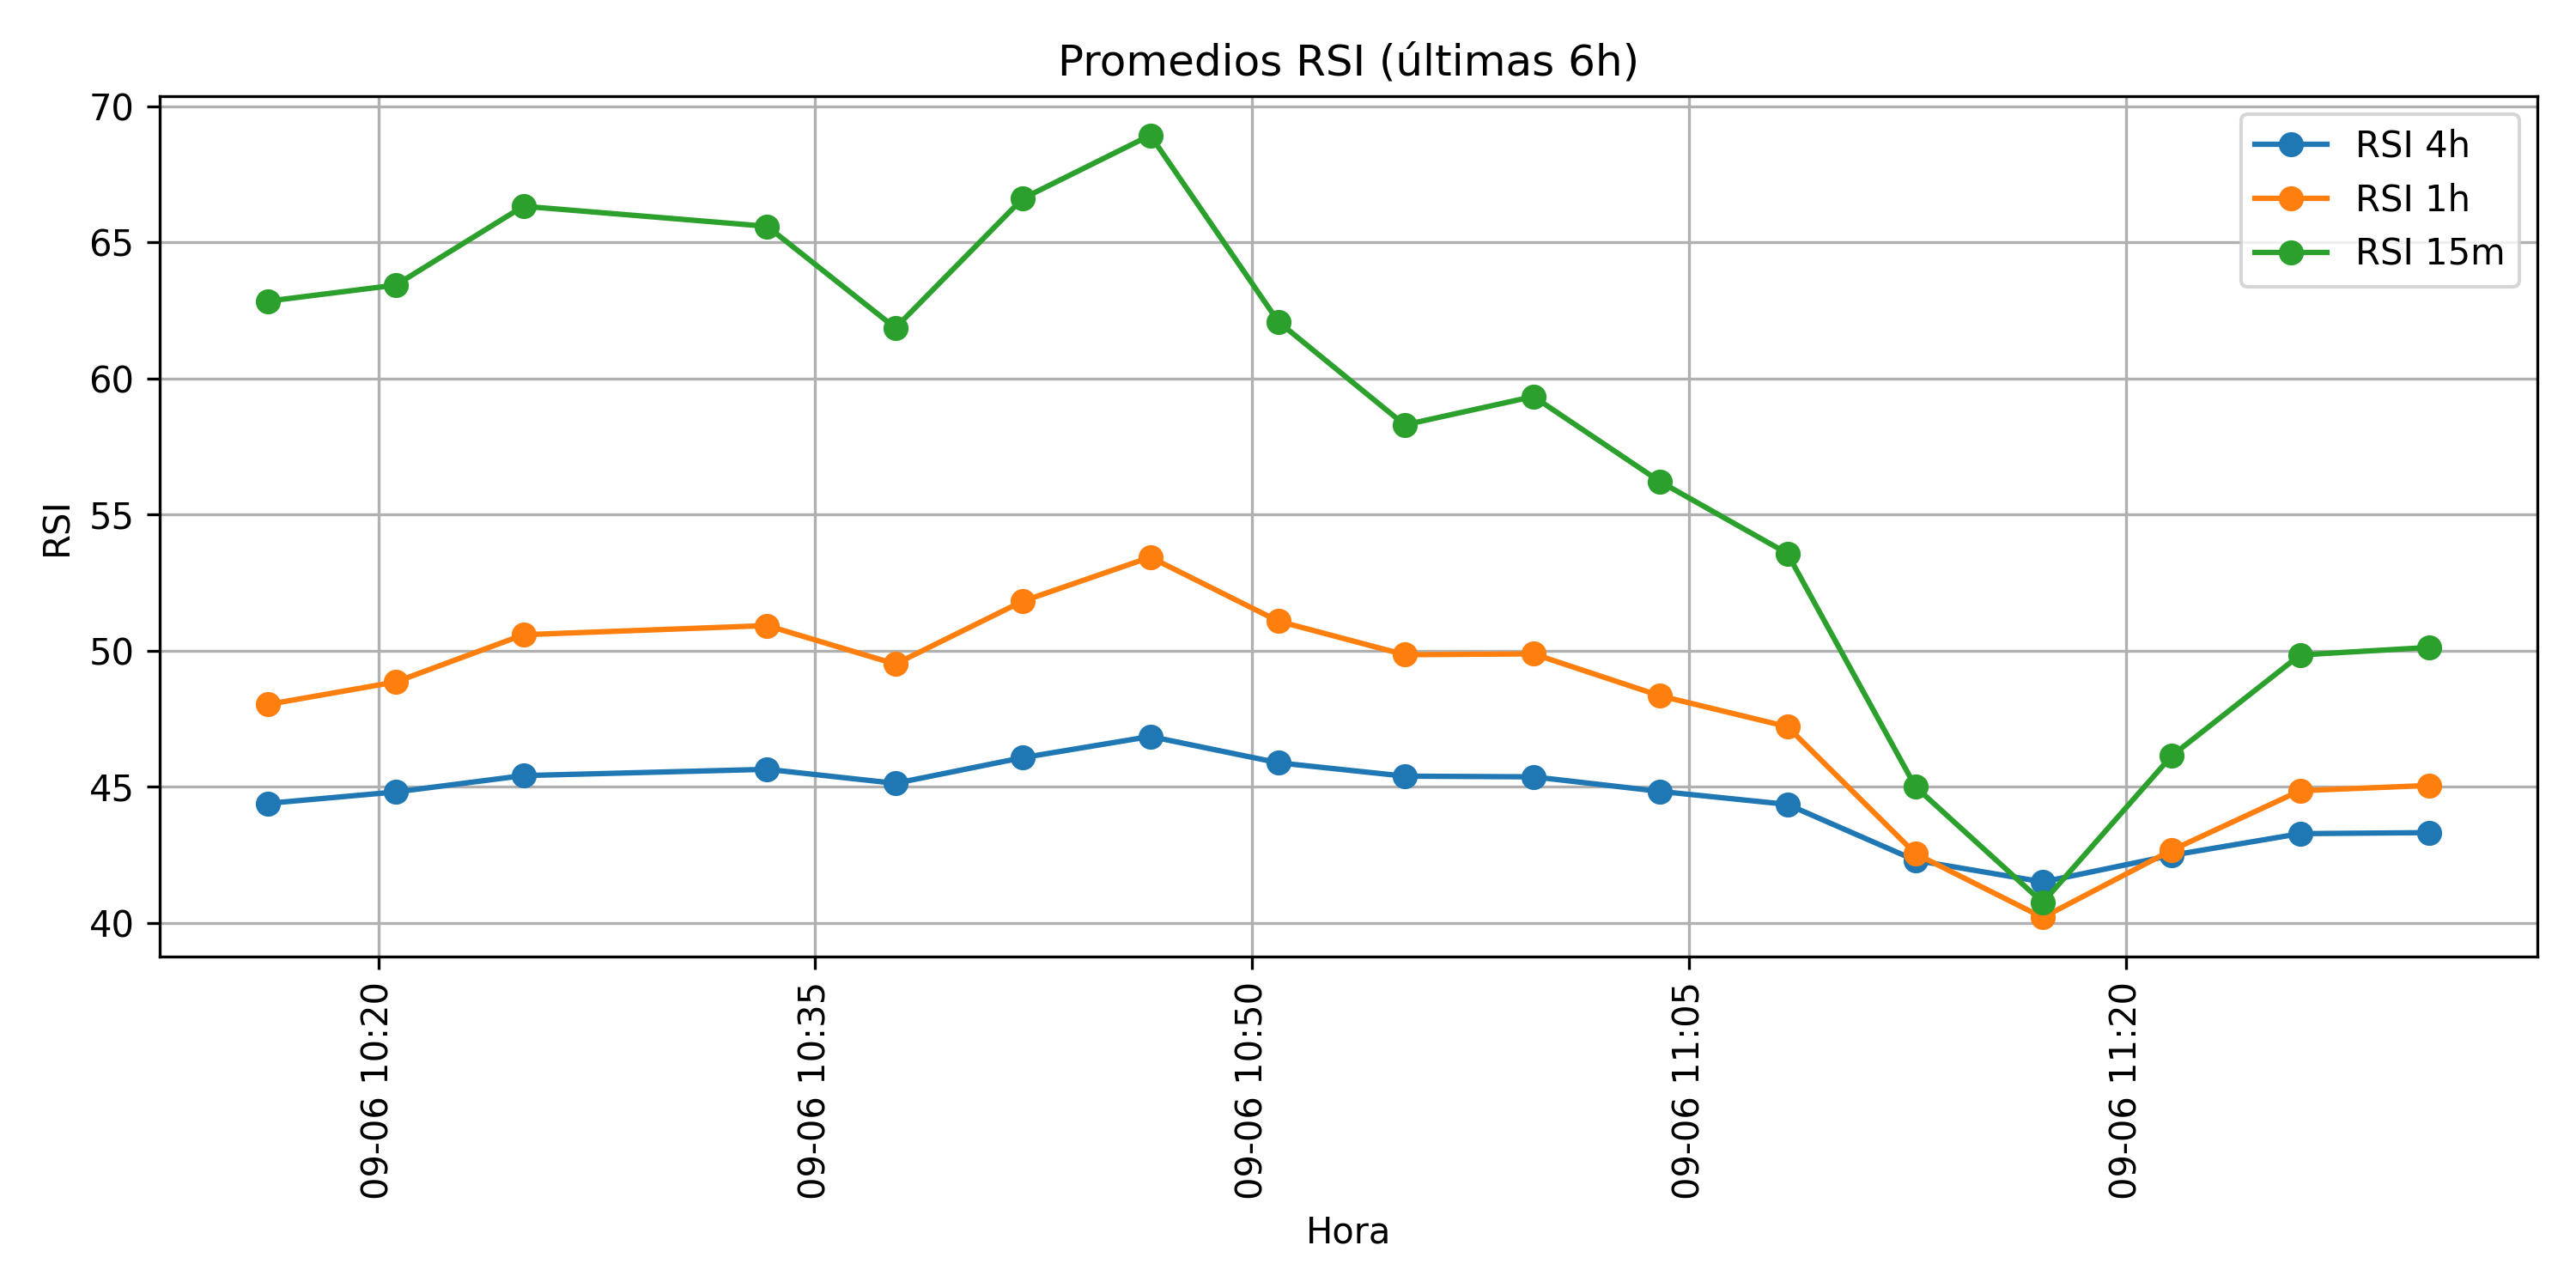 Promedios RSI (últimas 6h)
RSI 4h
RSI 1h
RSI 15m
RSI
70
65
60
55
50
45
40
09-06 10:20
09-06 10:35
09-06 10:50
09-06 11:05
09-06 11:20
Hora